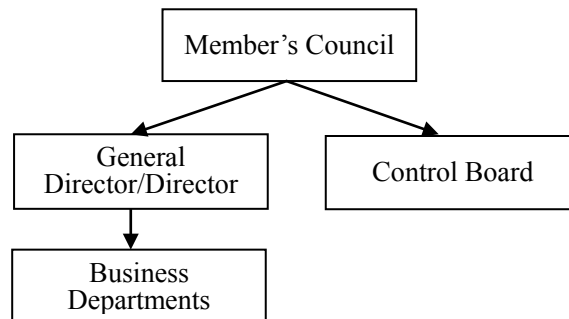 Member’s Council
General
Director/Director
Control Board
Business
Departments